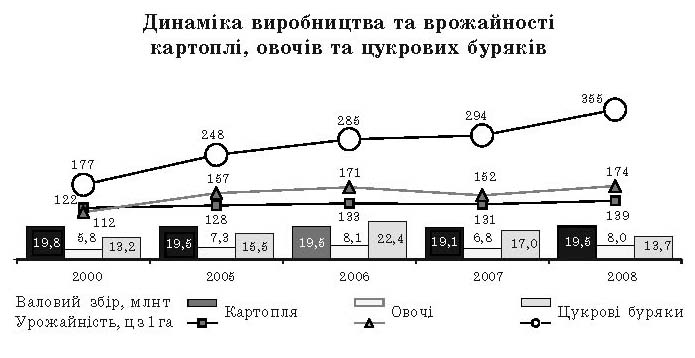 Динаміка виробництва та врожайності
картоплі, овочів та цукрових буряків
355
285
294
248
177
157
171
152
174
122
112
128
133
131
139
19,8 5,8 13,2 19,5 7,3 15,5 19,5 8,1 22,4 19,1 6,8 17,0 19,5 8,0 13,7
2000 2005 2006 2007 2008
Валовий збір, млнт
Урожайність, ц з 1 га
Картопля Овочі Цукрові буряки